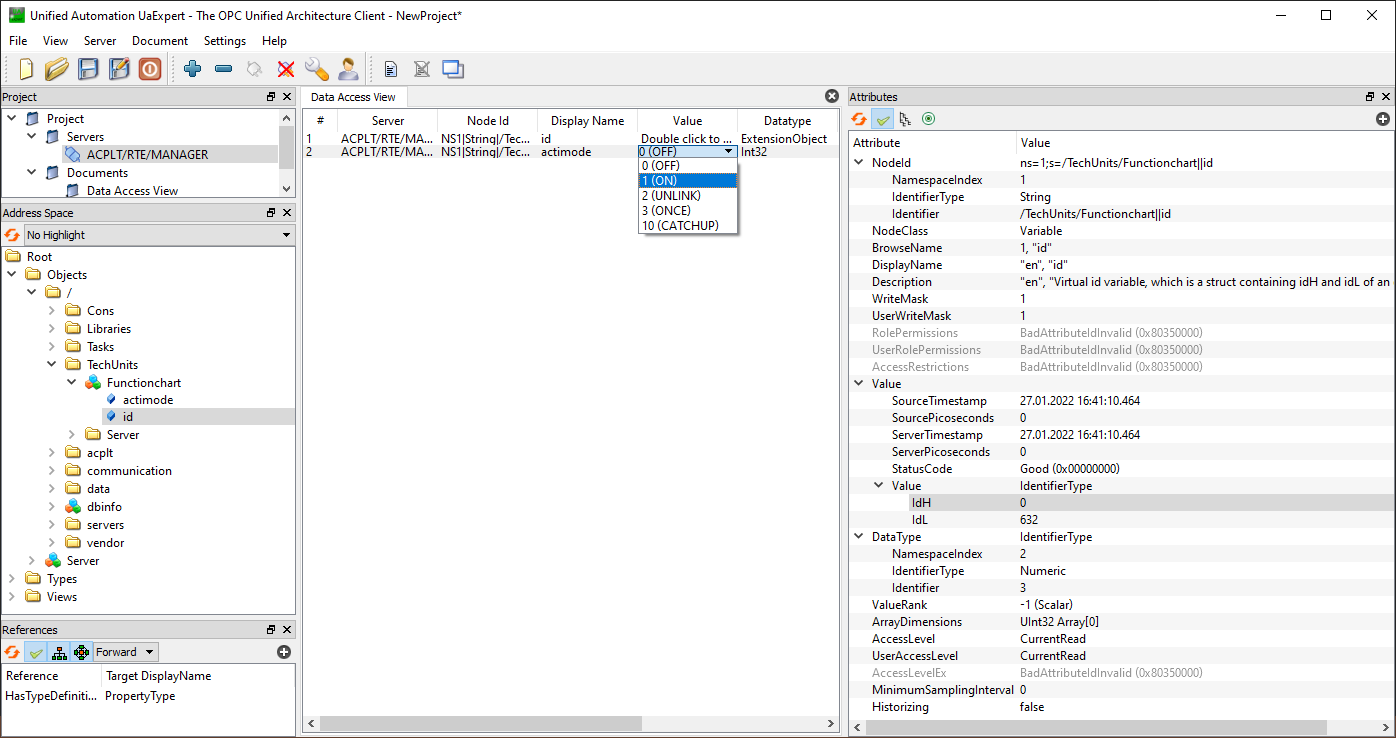 Unified Automation UaExpert - The OPC Unified Architecture Client - NewProject*
File View Server Document Settings Help
Project
Project
Servers
ACPLT/RTE/MANAGER
Documents
Data Access View
Address Space
No Highlight
Root
Objects
/
Cons
Libraries
Tasks
TechUnits
Functionchart
actimode
id
Server
acplt
communication
data
dbinfo
servers
vendor
Server
Types
Views
References
Forward
Reference Target DisplayName
HasTypeDefiniti... PropertyType
Data Access View
# Server Node Id Display Name Value Datatype
1 ACPLT/RTE/MA... NS1|String|/Tec... id Double click to ... ExtensionObject
2 ACPLT/RTE/MA... NS1|String|/Tec... actimode 0 (OFF) Int32
0 (OFF)
1 (ON)
2 (UNLINK)
3 (ONCE)
10 (CATCHUP)
Attributes
Attribute Value
NodeId ns=1;s=/TechUnits/Functionchart||id
NamespaceIndex 1
IdentifierType String
Identifier /TechUnits/Functionchart||id
NodeClass Variable
BrowseName 1, "id"
DisplayName "en", "id"
Description "en", "Virtual id variable, which is a struct containing idH and idL of an
WriteMask 1
UserWriteMask 1
RolePermissions BadAttributeIdInvalid (0x80350000)
UserRolePermissions BadAttributeIdInvalid (0x80350000)
AccessRestrictions BadAttributeIdInvalid (0x80350000)
Value
SourceTimestamp 27.01.2022 16:41:10.464
SourcePicoseconds 0
ServerTimestamp 27.01.2022 16:41:10.464
ServerPicoseconds 0
StatusCode Good (0x00000000)
Value IdentifierType
IdH 0
IdL 632
DataType IdentifierType
NamespaceIndex 2
IdentifierType Numeric
Identifier 3
ValueRank -1 (Scalar)
ArrayDimensions UInt32 Array[0]
AccessLevel CurrentRead
UserAccessLevel CurrentRead
AccessLevelEx BadAttributeIdInvalid (0x80350000)
MinimumSamplingInterval 0
Historizing false